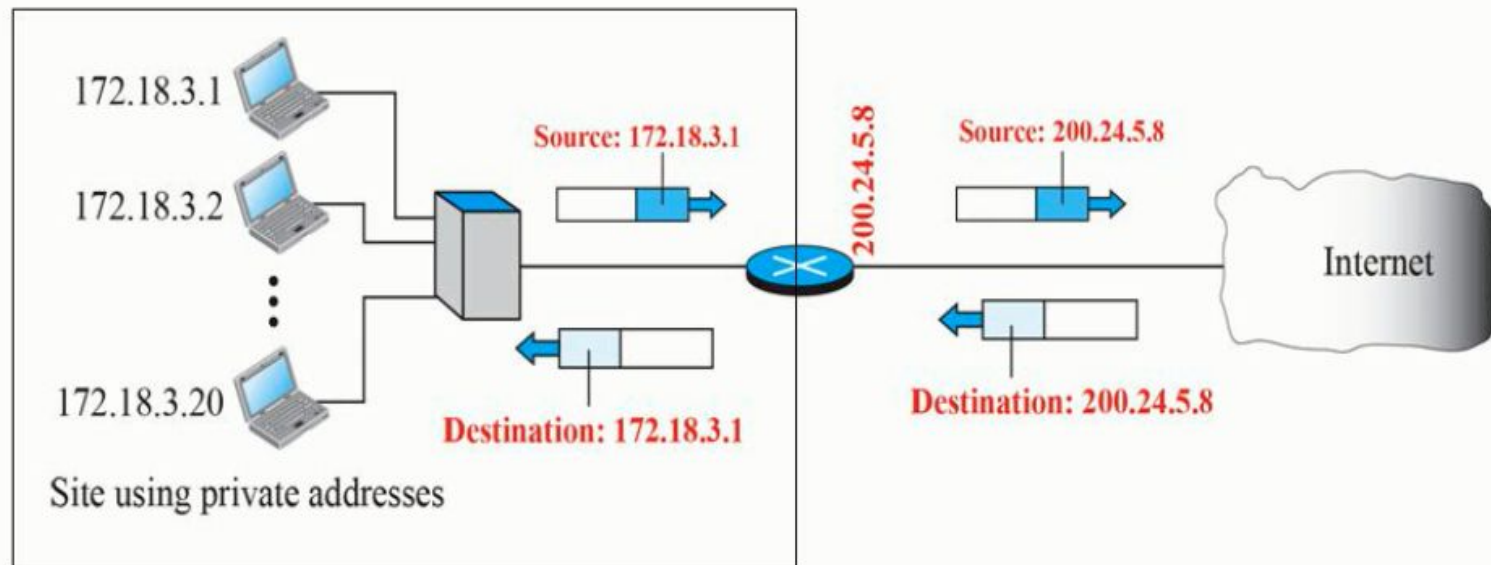 172.18.3.1
172.18.3.2
172.18.3.20
Site using private addresses
Source: 172.18.3.1
Destination: 172.18.3.1
200.24.5.8
Source: 200.24.5.8
Destination: 200.24.5.8
Internet